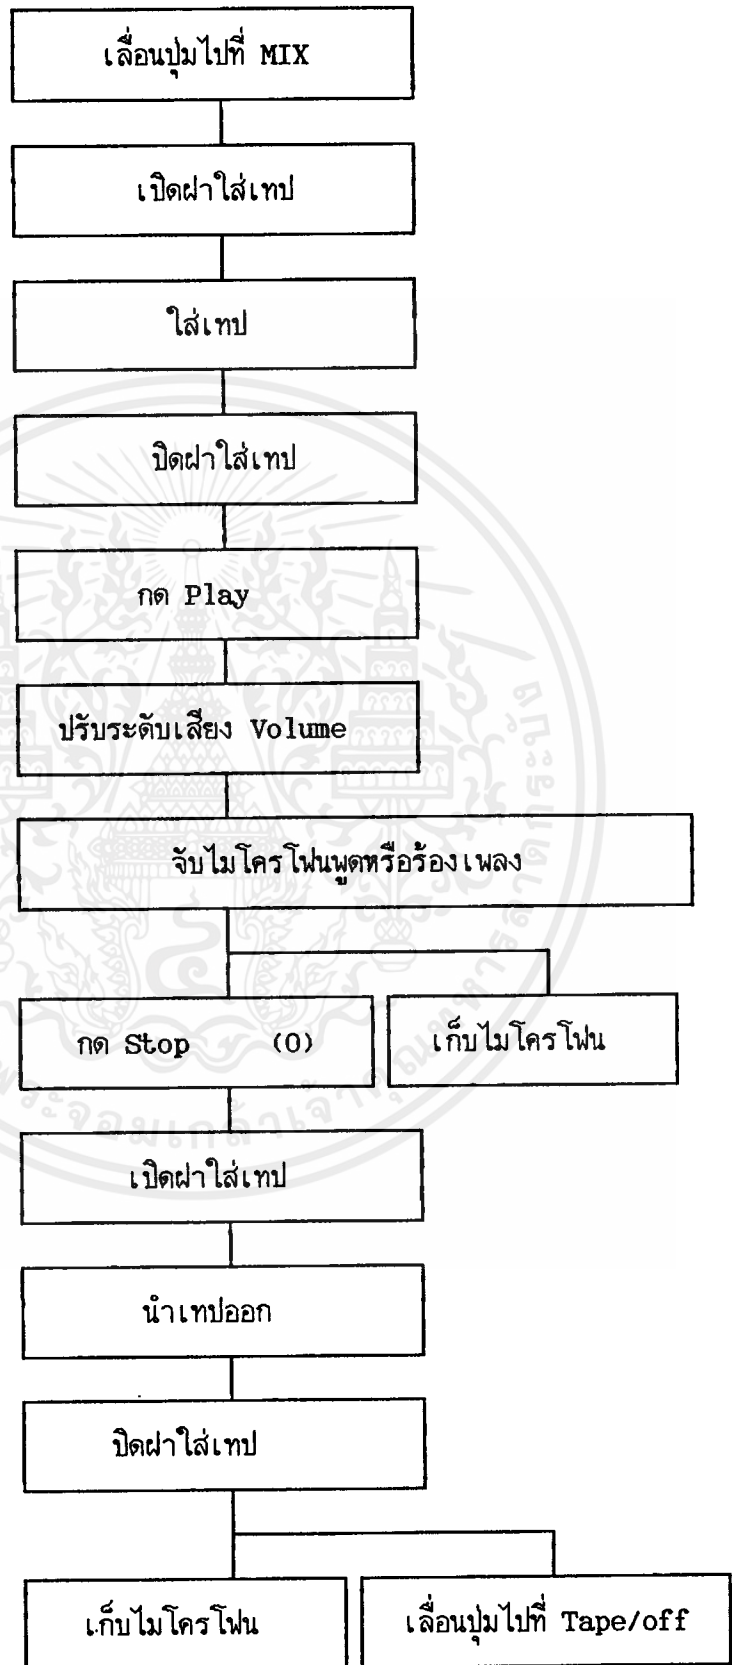 เลื่อนปุ่มไปที่ MIX
เปิดฝาใส่เทป
ใส่เทป
ปิดฝาใส่เทป
กด Play
ปรับระดับเสียง Volume
จับไมโครโฟนพูดหรือร้องเพลง
กด Stop (0)
เก็บไมโครโฟน
เปิดฝาใส่เทป
นำเทปออก
ปิดฝาใส่เทป
เก็บไมโครโฟน
เลื่อนปุ่มไปที่ Tape/off